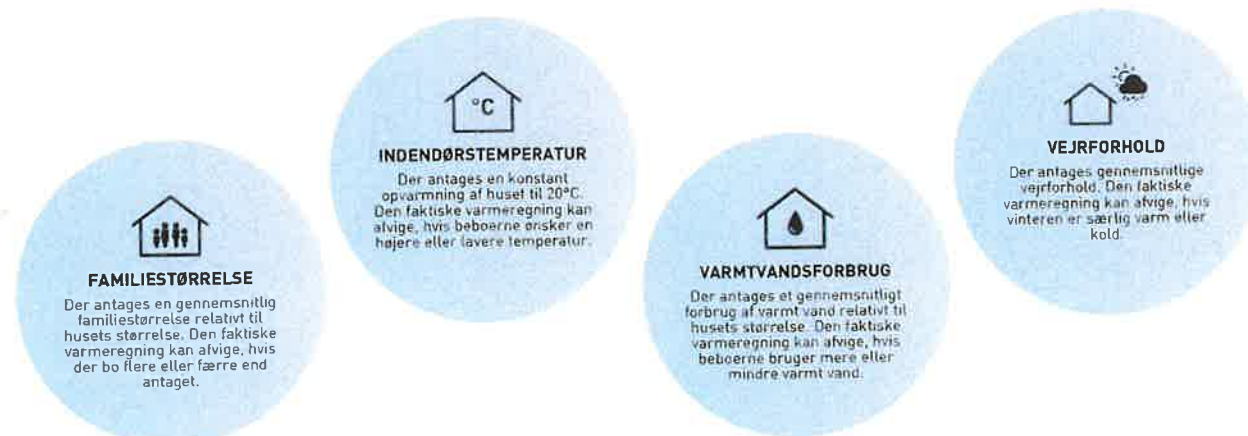 FAMILIESTØRRELSE
Der antages en gennemsnitlig
familiestørrelse relativt til
husets størrelse. Den faktiske
varmeregning kan afvige, hvis
der bo flere eller færre end
antaget.
°C
INDENDØRSTEMPERATUR
Der antages en konstant
opvarmning af huset til 20°C.
Den faktiske varmeregning kan
afvige, hvis beboerne ønsker en
højere eller lavere temperatur.
VARMTVANDSFORBRUG
Der antages et gennemsnitligt
forbrug af varmt vand relativt til
husets størrelse. Den faktiske
varmeregning kan afvige, hvis
beboerne bruger mere eller
mindre varmt vand.
VEJRFORHOLD
Der antages gennemsnitlige
vejrforhold. Den faktiske
varmeregning kan afvige, hvis
vinteren er særlig varm eller
kold.